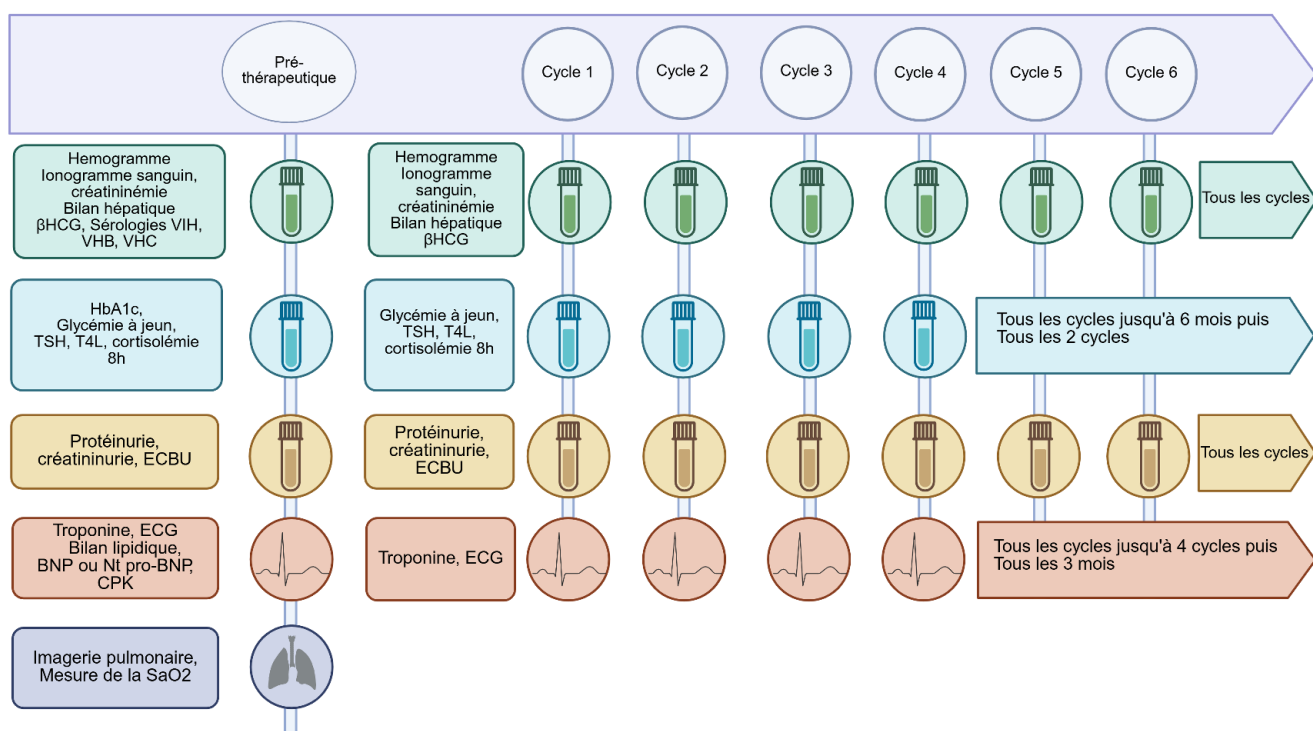 Pré-
thérapeutique
Cycle 1
Cycle 2
Cycle 3
Cycle 4
Cycle 5
Cycle 6
Hemogramme
Ionogramme sanguin,
créatininémie
Bilan hépatique
βHCG, Sérologies VIH,
VHB, VHC
Hemogramme
Ionogramme
sanguin,
créatininémie
Bilan hépatique
βHCG
Tous les cycles
HbA1c,
Glycémie à jeun,
TSH, T4L, cortisolémie
8h
Glycémie à jeun,
TSH, T4L,
cortisolémie 8h
Tous les cycles jusqu'à 6 mois puis
Tous les 2 cycles
Protéinurie,
créatininurie, ECBU
Protéinurie,
créatininurie,
ECBU
Tous les cycles
Troponine, ECG
Bilan lipidique,
BNP ou Nt pro-BNP,
CPK
Troponine, ECG
Tous les cycles jusqu'à 4 cycles puis
Tous les 3 mois
Imagerie pulmonaire,
Mesure de la SaO2